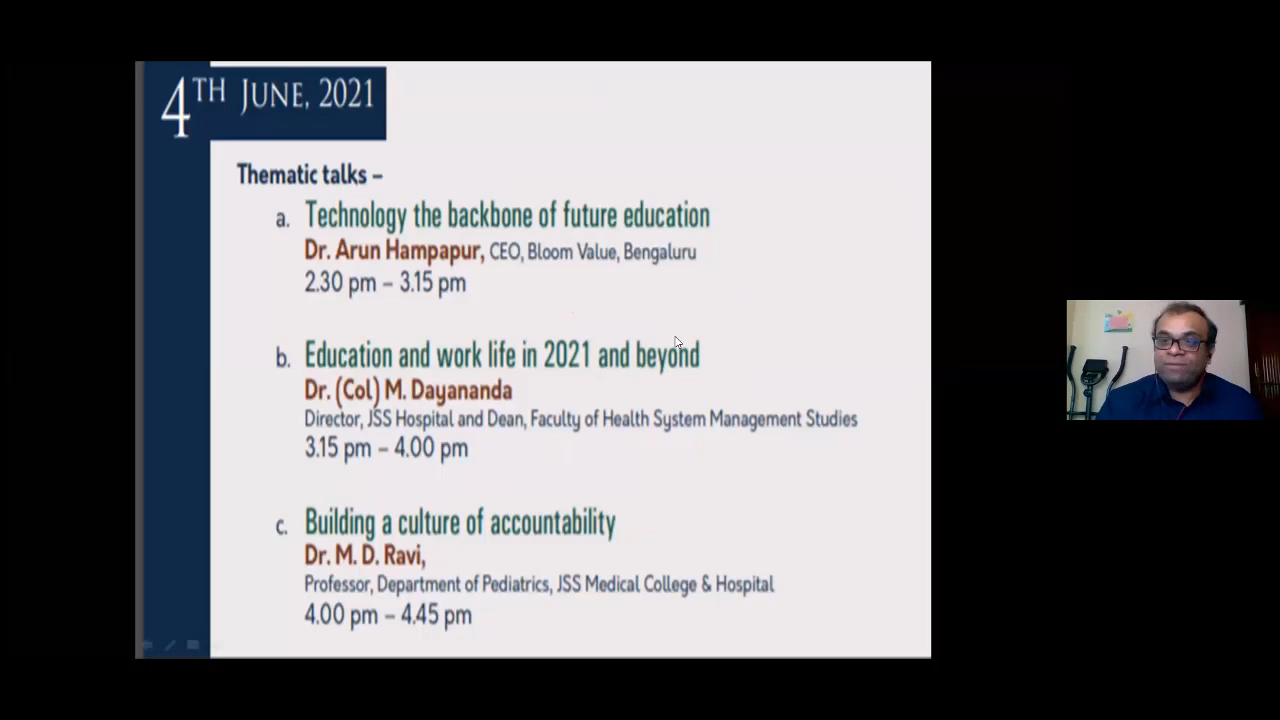 4TH JUNE, 2021
Thematic talks –
a. Technology the backbone of future education
Dr. Arun Hampapur, CEO, Bloom Value, Bengaluru
2.30 pm – 3.15 pm
b. Education and work life in 2021 and beyond
Dr. (Col) M. Dayananda
Director, JSS Hospital and Dean, Faculty of Health System Management Studies
3.15 pm – 4.00 pm
c. Building a culture of accountability
Dr. M. D. Ravi,
Professor, Department of Pediatrics, JSS Medical College & Hospital
4.00 pm – 4.45 pm